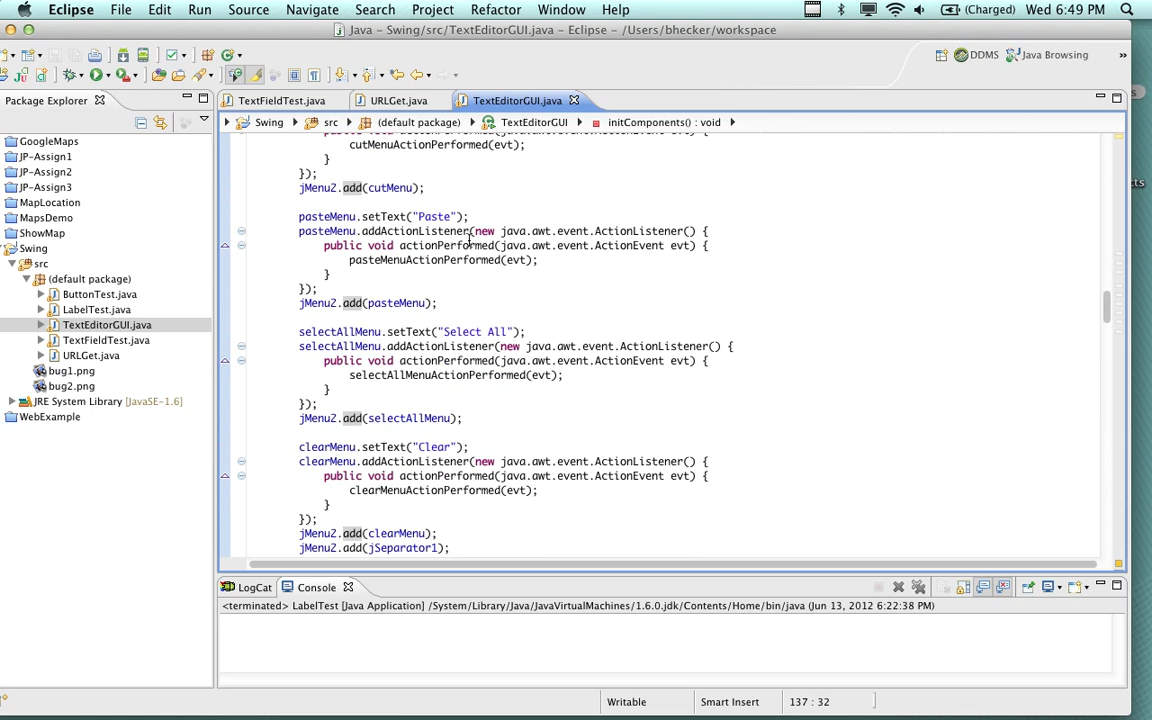 Eclipse File Edit Run Source Navigate Search Project Refactor Window Help (Charged) Wed 6:49 PM
Java – Swing/src/TextEditorGUI.java – Eclipse – /Users/bhecker/workspace
DDMS Java Browsing »
Package Explorer
TextFieldTest.java URLGet.java TextEditorGUI.java
Swing src (default package) TextEditorGUI initComponents() : void
GoogleMaps
JP-Assign1
JP-Assign2
JP-Assign3
MapLocation
MapsDemo
ShowMap
Swing
src
(default package)
ButtonTest.java
LabelTest.java
TextEditorGUI.java
TextFieldTest.java
URLGet.java
bug1.png
bug2.png
JRE System Library [JavaSE-1.6]
WebExample
cutMenuActionPerformed(evt);
}
});
jMenu2.add(cutMenu);
pasteMenu.setText("Paste");
pasteMenu.addActionListener(new java.awt.event.ActionListener() {
public void actionPerformed(java.awt.event.ActionEvent evt) {
pasteMenuActionPerformed(evt);
}
});
jMenu2.add(pasteMenu);
selectAllMenu.setText("Select All");
selectAllMenu.addActionListener(new java.awt.event.ActionListener() {
public void actionPerformed(java.awt.event.ActionEvent evt) {
selectAllMenuActionPerformed(evt);
}
});
jMenu2.add(selectAllMenu);
clearMenu.setText("Clear");
clearMenu.addActionListener(new java.awt.event.ActionListener() {
public void actionPerformed(java.awt.event.ActionEvent evt) {
clearMenuActionPerformed(evt);
}
});
jMenu2.add(clearMenu);
jMenu2.add(jSeparator1);
LogCat Console
<terminated> LabelTest [Java Application] /System/Library/Java/JavaVirtualMachines/1.6.0.jdk/Contents/Home/bin/java (Jun 13, 2012 6:22:38 PM)
Writable Smart Insert 137 : 32